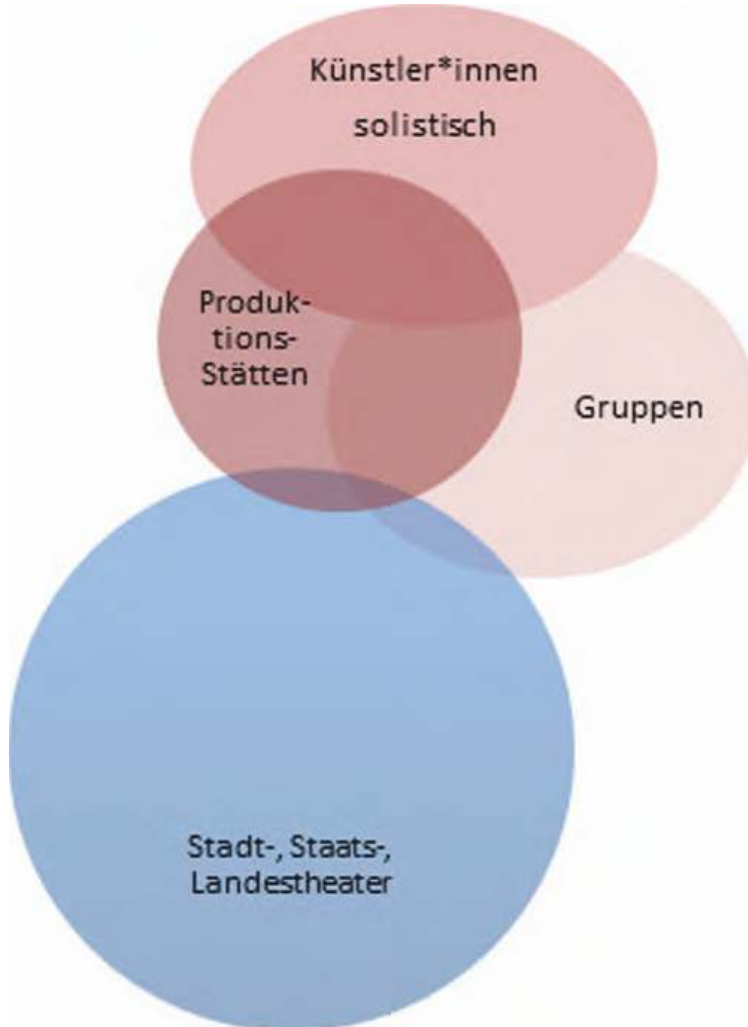 Künstler*innen
solistisch
Produk-
tions-
Stätten
Gruppen
Stadt-, Staats-,
Landestheater